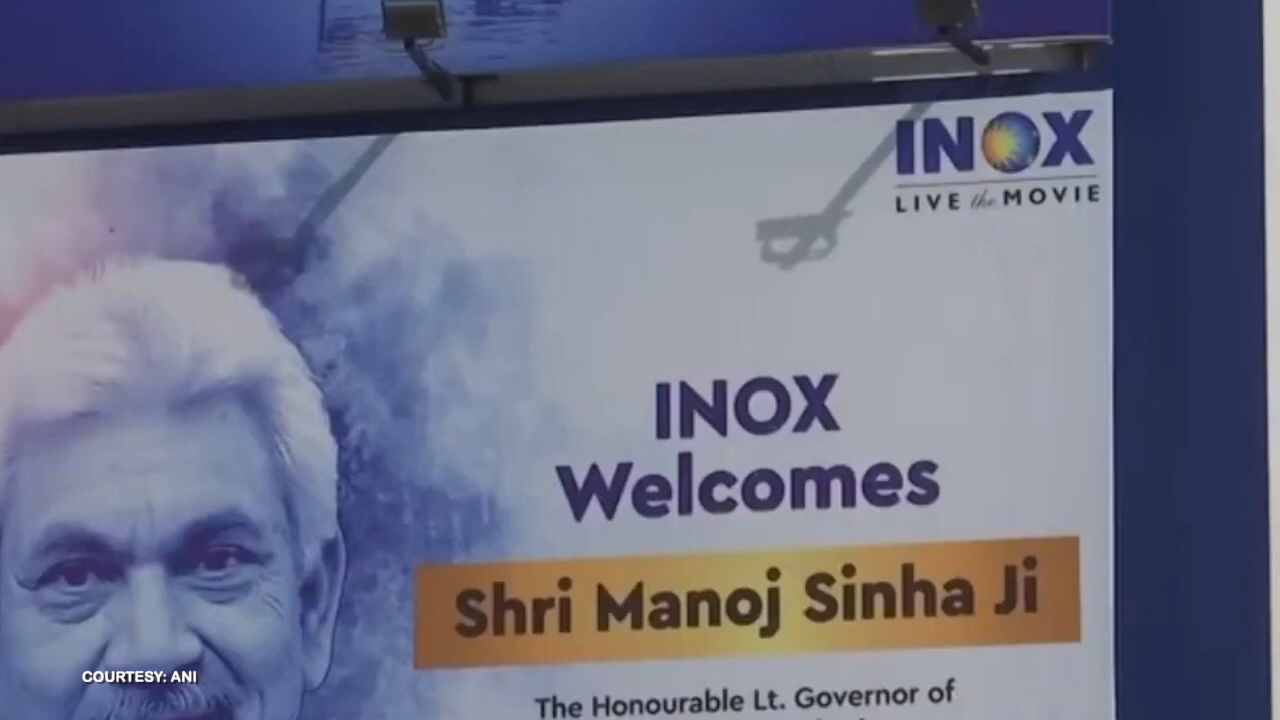 INOX
LIVE the MOVIE
INOX
Welcomes
Shri Manoj Sinha Ji
The Honourable Lt. Governor of
COURTESY: ANI